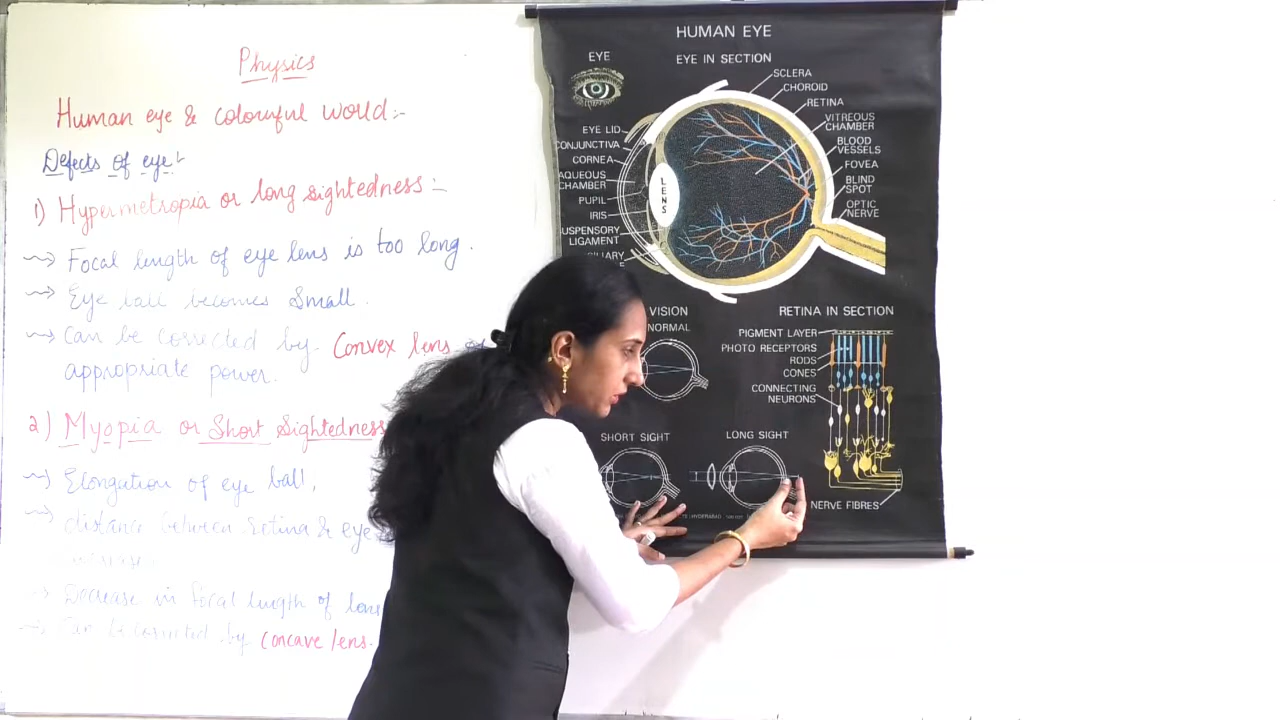 Physics
Human eye & colourful world:-
Defects of eye:
1) Hypermetropia or long sightedness:-
Focal length of eye lens is too long.
Eye ball becomes small.
Can be corrected by Convex lens of
appropriate power.
2) Myopia or Short Sightedness
Elongation of eye ball,
distance between retina & eye
Decrease in focal length of lens
Can be corrected by concave lens.
HUMAN EYE
EYE
EYE IN SECTION
SCLERA
CHOROID
RETINA
VITREOUS
CHAMBER
BLOOD
VESSELS
FOVEA
BLIND
SPOT
OPTIC
NERVE
EYE LID
CONJUNCTIVA
CORNEA
AQUEOUS
CHAMBER
PUPIL
IRIS
SUSPENSORY
LIGAMENT
LENS
VISION
NORMAL
SHORT SIGHT
LONG SIGHT
RETINA IN SECTION
PIGMENT LAYER
PHOTO RECEPTORS
RODS
CONES
CONNECTING
NEURONS
NERVE FIBRES